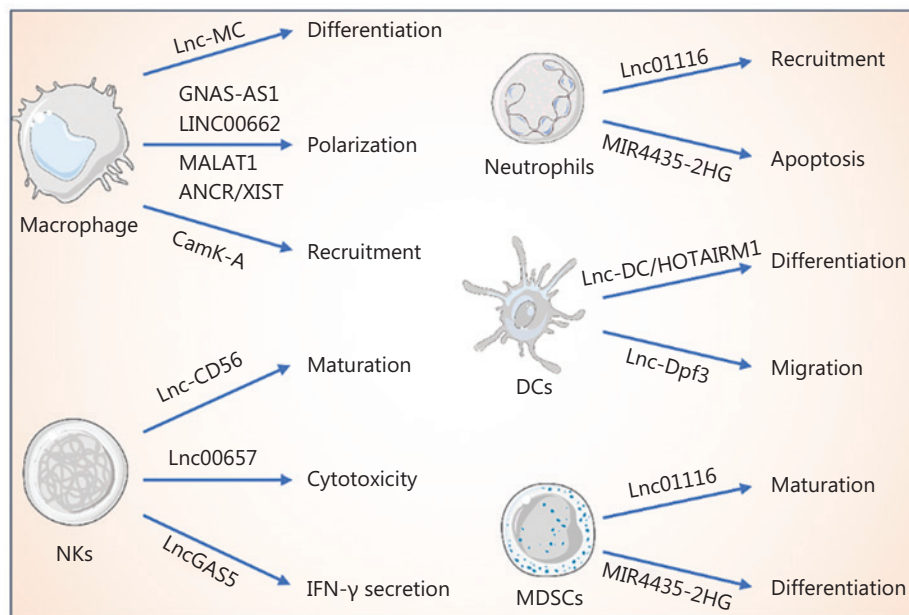 Lnc-MC
Differentiation
GNAS-AS1
LINC00662
Polarization
MALAT1
ANCR/XIST
Macrophage
CamK-A
Recruitment
Lnc-CD56
Maturation
Lnc00657
Cytotoxicity
NKs
LncGAS5
IFN-γ secretion
Lnc01116
Recruitment
Neutrophils
MIR4435-2HG
Apoptosis
Lnc-DC/HOTAIRM1
Differentiation
DCs
Lnc-Dpf3
Migration
Lnc01116
Maturation
MDSCs
MIR4435-2HG
Differentiation